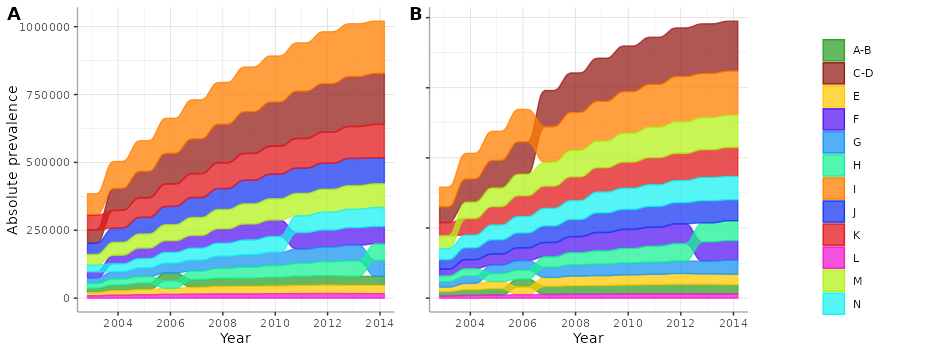 A
B
Absolute prevalence
1000000
750000
500000
250000
0
2004 2006 2008 2010 2012 2014
Year
2004 2006 2008 2010 2012 2014
Year
A-B
C-D
E
F
G
H
I
J
K
L
M
N